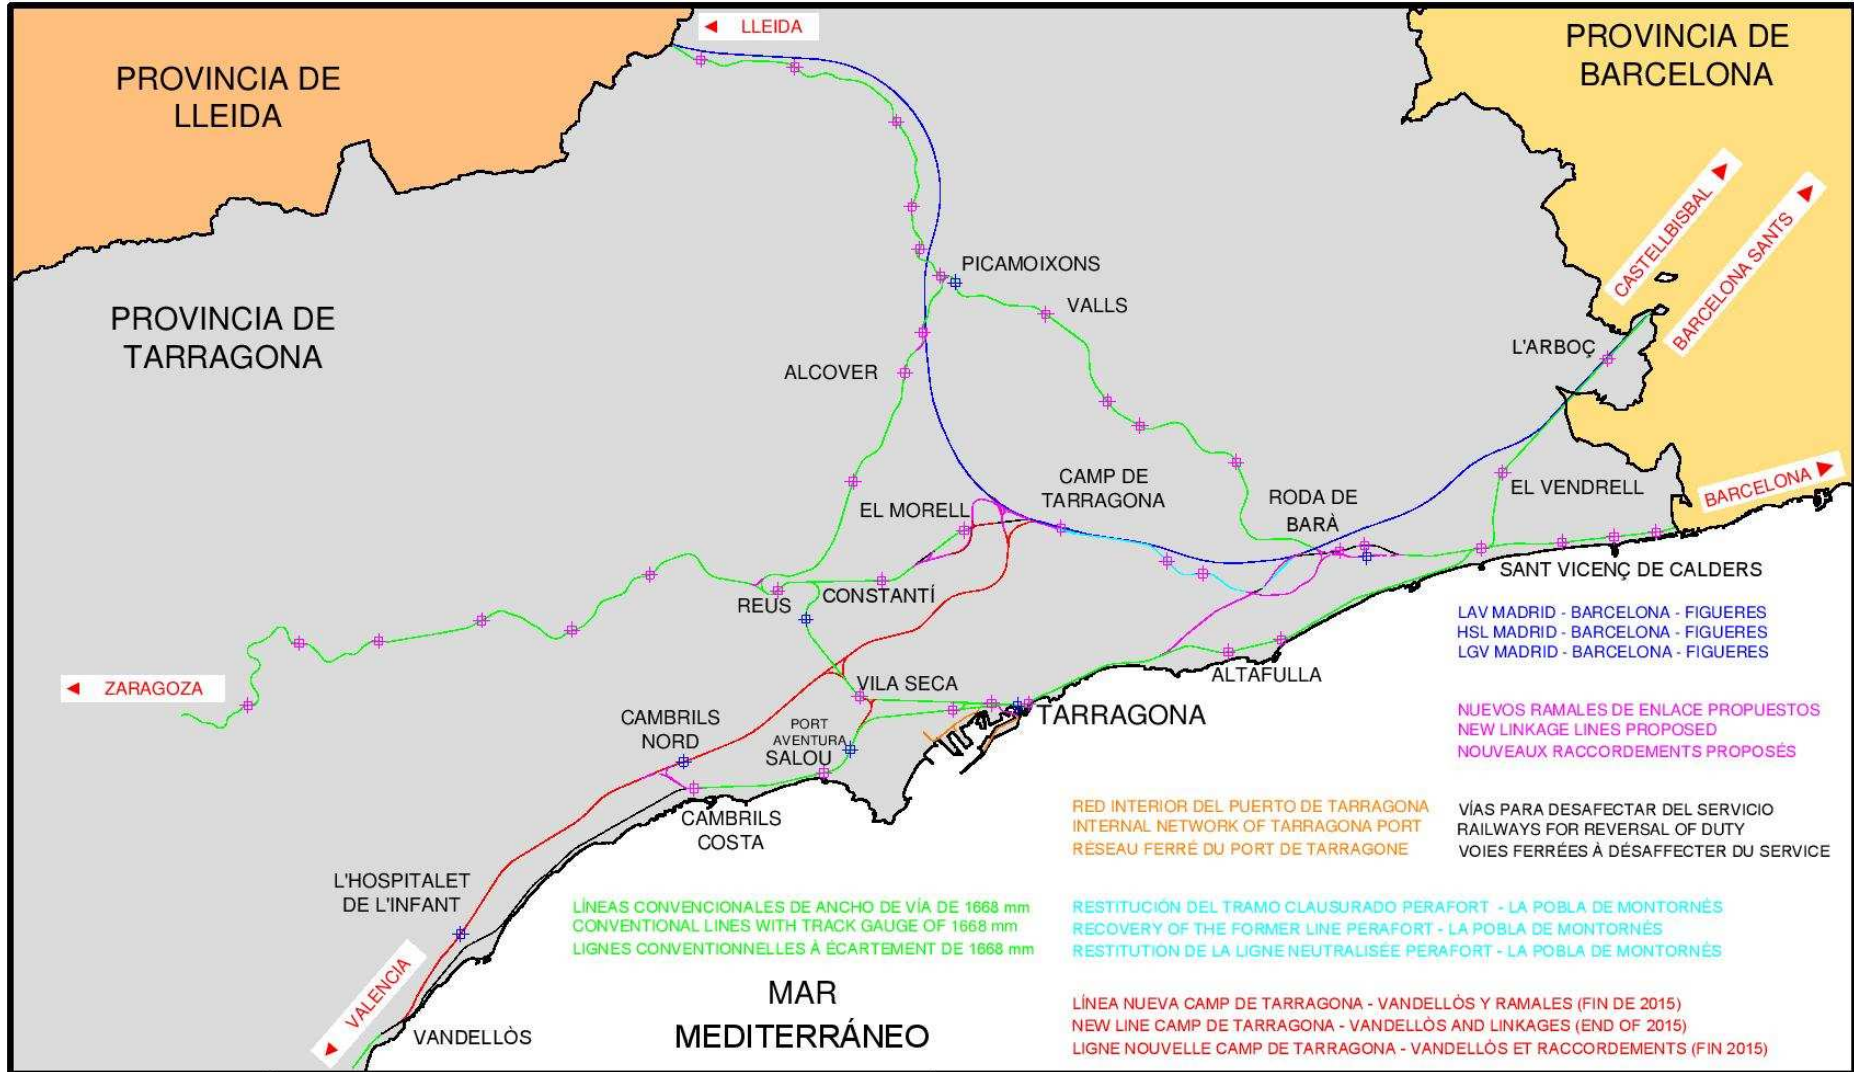 LLEIDA
PROVINCIA DE
LLEIDA
PROVINCIA DE
BARCELONA
CASTELLBISBAL
BARCELONA SANTS
PICAMOIXONS
VALLS
PROVINCIA DE
TARRAGONA
L'ARBOÇ
ALCOVER
CAMP DE
TARRAGONA
RODA DE
BARÀ
EL VENDRELL
BARCELONA
EL MORELL
SANT VICENÇ DE CALDERS
REUS
CONSTANTÍ
ZARAGOZA
VILA SECA
ALTAFULLA
TARRAGONA
CAMBRILS
NORD
PORT
AVENTURA
SALOU
CAMBRILS
COSTA
L'HOSPITALET
DE L'INFANT
VALENCIA
VANDELLÒS
MAR
MEDITERRÁNEO
LAV MADRID - BARCELONA - FIGUERES
HSL MADRID - BARCELONA - FIGUERES
LGV MADRID - BARCELONA - FIGUERES
NUEVOS RAMALES DE ENLACE PROPUESTOS
NEW LINKAGE LINES PROPOSED
NOUVEAUX RACCORDEMENTS PROPOSÉS
RED INTERIOR DEL PUERTO DE TARRAGONA
INTERNAL NETWORK OF TARRAGONA PORT
RÉSEAU FERRÉ DU PORT DE TARRAGONE
VÍAS PARA DESAFECTAR DEL SERVICIO
RAILWAYS FOR REVERSAL OF DUTY
VOIES FERRÉES À DÉSAFFECTER DU SERVICE
LÍNEAS CONVENCIONALES DE ANCHO DE VÍA DE 1668 mm
CONVENTIONAL LINES WITH TRACK GAUGE OF 1668 mm
LIGNES CONVENTIONNELLES À ÉCARTEMENT DE 1668 mm
RESTITUCIÓN DEL TRAMO CLAUSURADO PERAFORT - LA POBLA DE MONTORNÉS
RECOVERY OF THE FORMER LINE PERAFORT - LA POBLA DE MONTORNÉS
RESTITUTION DE LA LIGNE NEUTRALISÉE PERAFORT - LA POBLA DE MONTORNÉS
LÍNEA NUEVA CAMP DE TARRAGONA - VANDELLÒS Y RAMALES (FIN DE 2015)
NEW LINE CAMP DE TARRAGONA - VANDELLÒS AND LINKAGES (END OF 2015)
LIGNE NOUVELLE CAMP DE TARRAGONA - VANDELLÒS ET RACCORDEMENTS (FIN 2015)